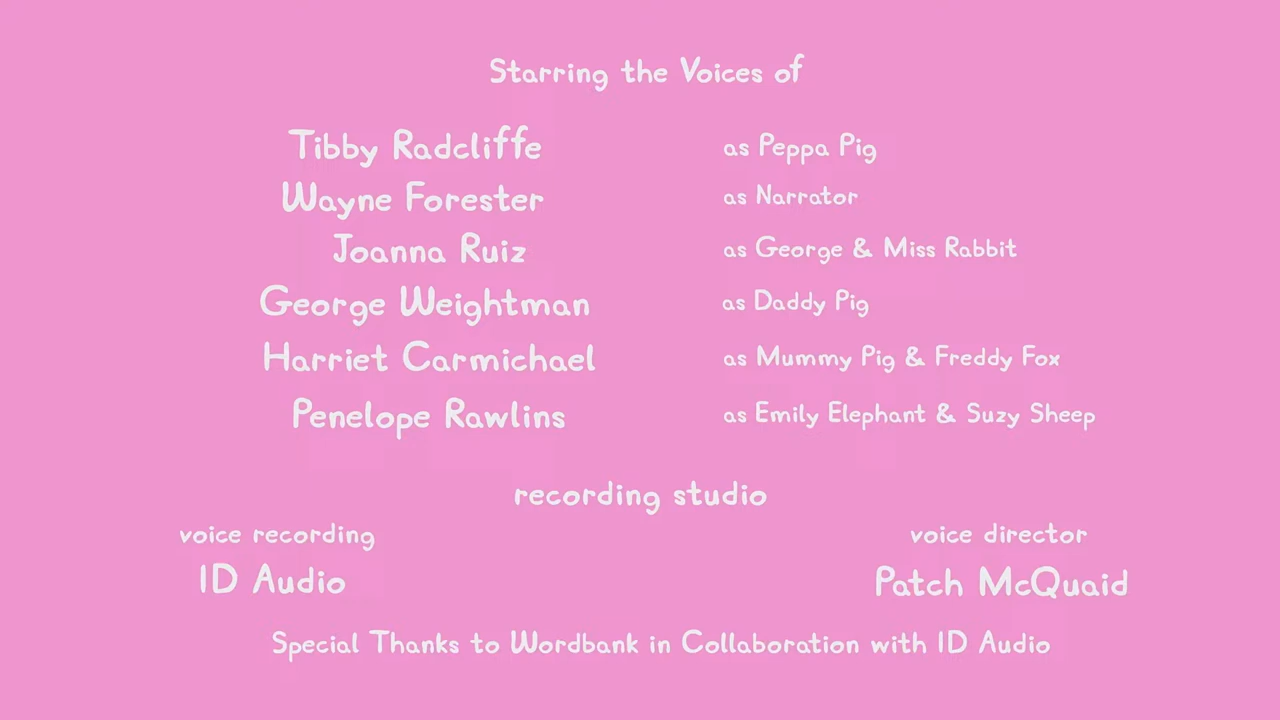 Starring the Voices of
Tibby Radcliffe as Peppa Pig
Wayne Forester as Narrator
Joanna Ruiz as George & Miss Rabbit
George Weightman as Daddy Pig
Harriet Carmichael as Mummy Pig & Freddy Fox
Penelope Rawlins as Emily Elephant & Suzy Sheep
recording studio
voice recording voice director
ID Audio Patch McQuaid
Special Thanks to Wordbank in Collaboration with ID Audio